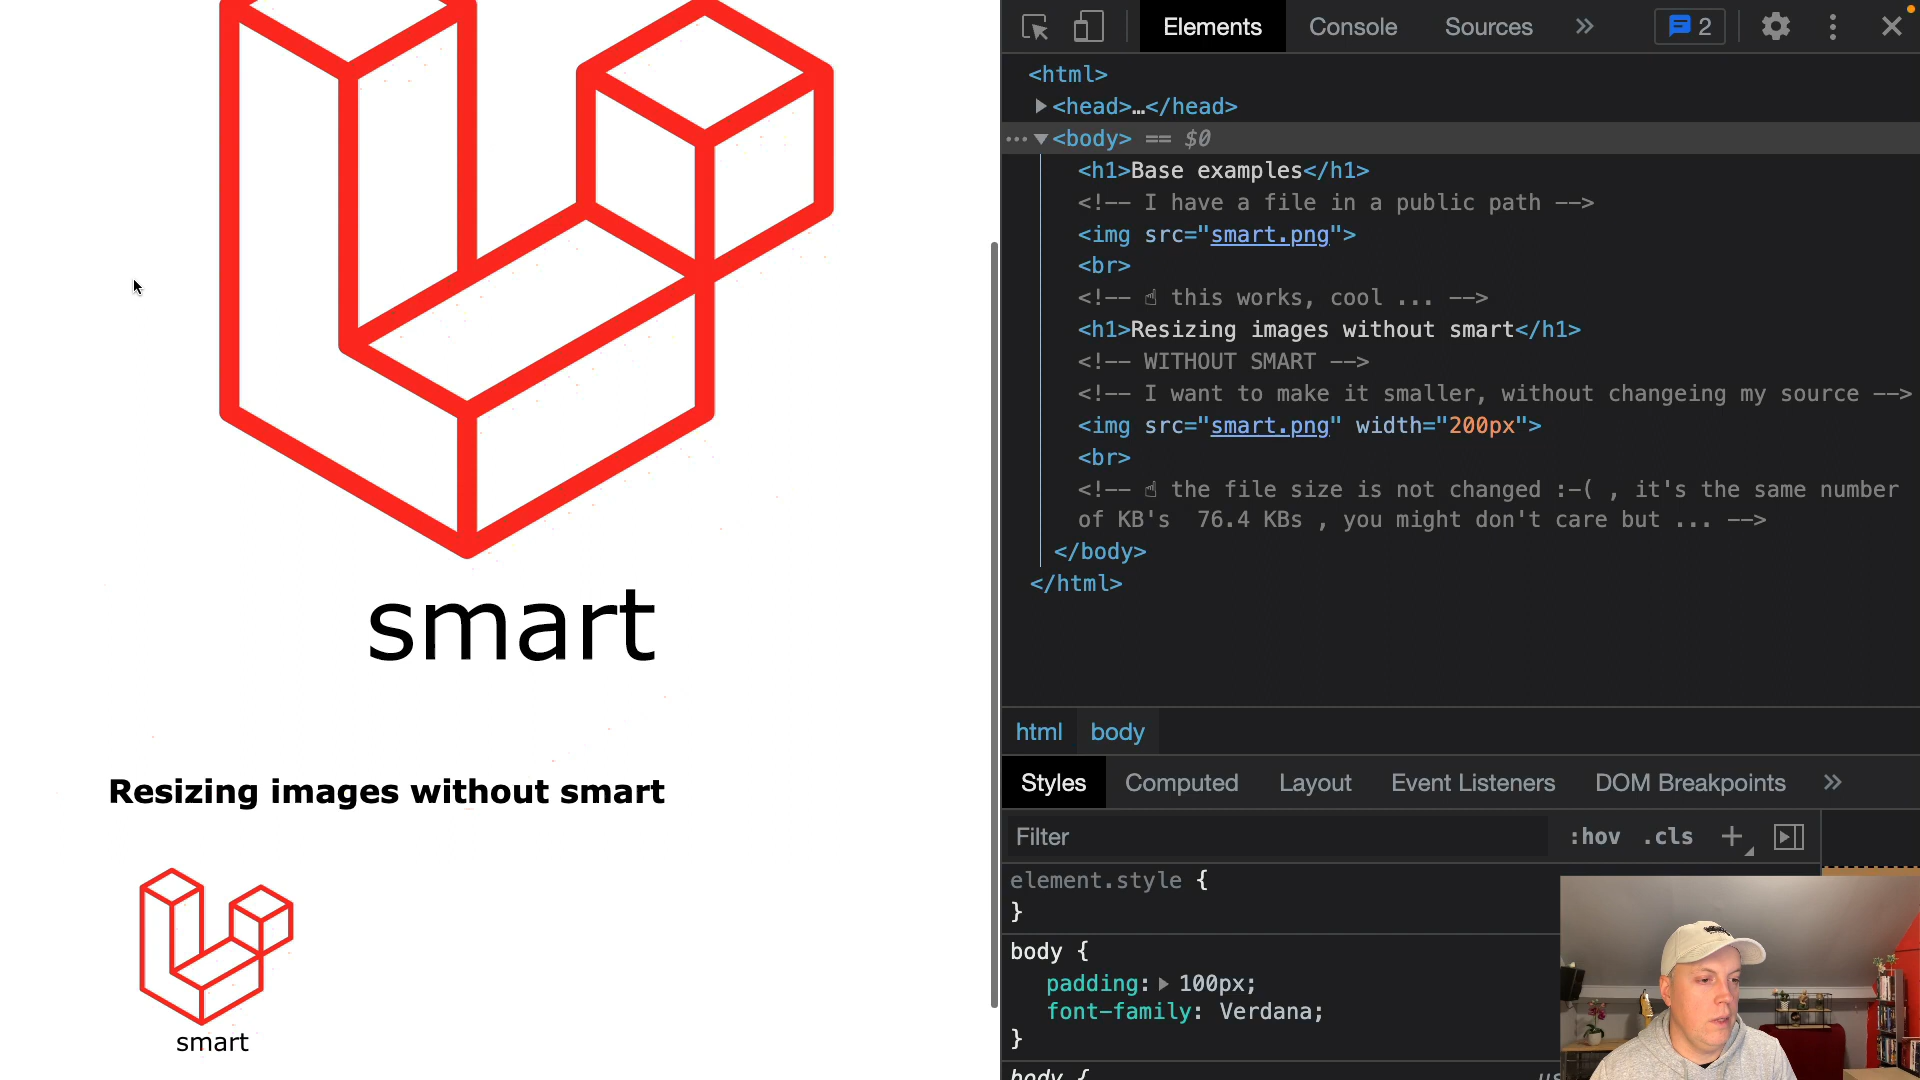 smart
Resizing images without smart
smart
Elements Console Sources » 2
<html>
<head>…</head>
<body> == $0
<h1>Base examples</h1>
<!-- I have a file in a public path -->
<img src="smart.png">
<br>
<!-- ☝ this works, cool ... -->
<h1>Resizing images without smart</h1>
<!-- WITHOUT SMART -->
<!-- I want to make it smaller, without changeing my source -->
<img src="smart.png" width="200px">
<br>
<!-- ☝ the file size is not changed :-( , it's the same number
of KB's  76.4 KBs , you might don't care but ... -->
</body>
</html>
html body
Styles Computed Layout Event Listeners DOM Breakpoints »
Filter :hov .cls +
element.style {
}
body {
padding: 100px;
font-family: Verdana;
}
body {